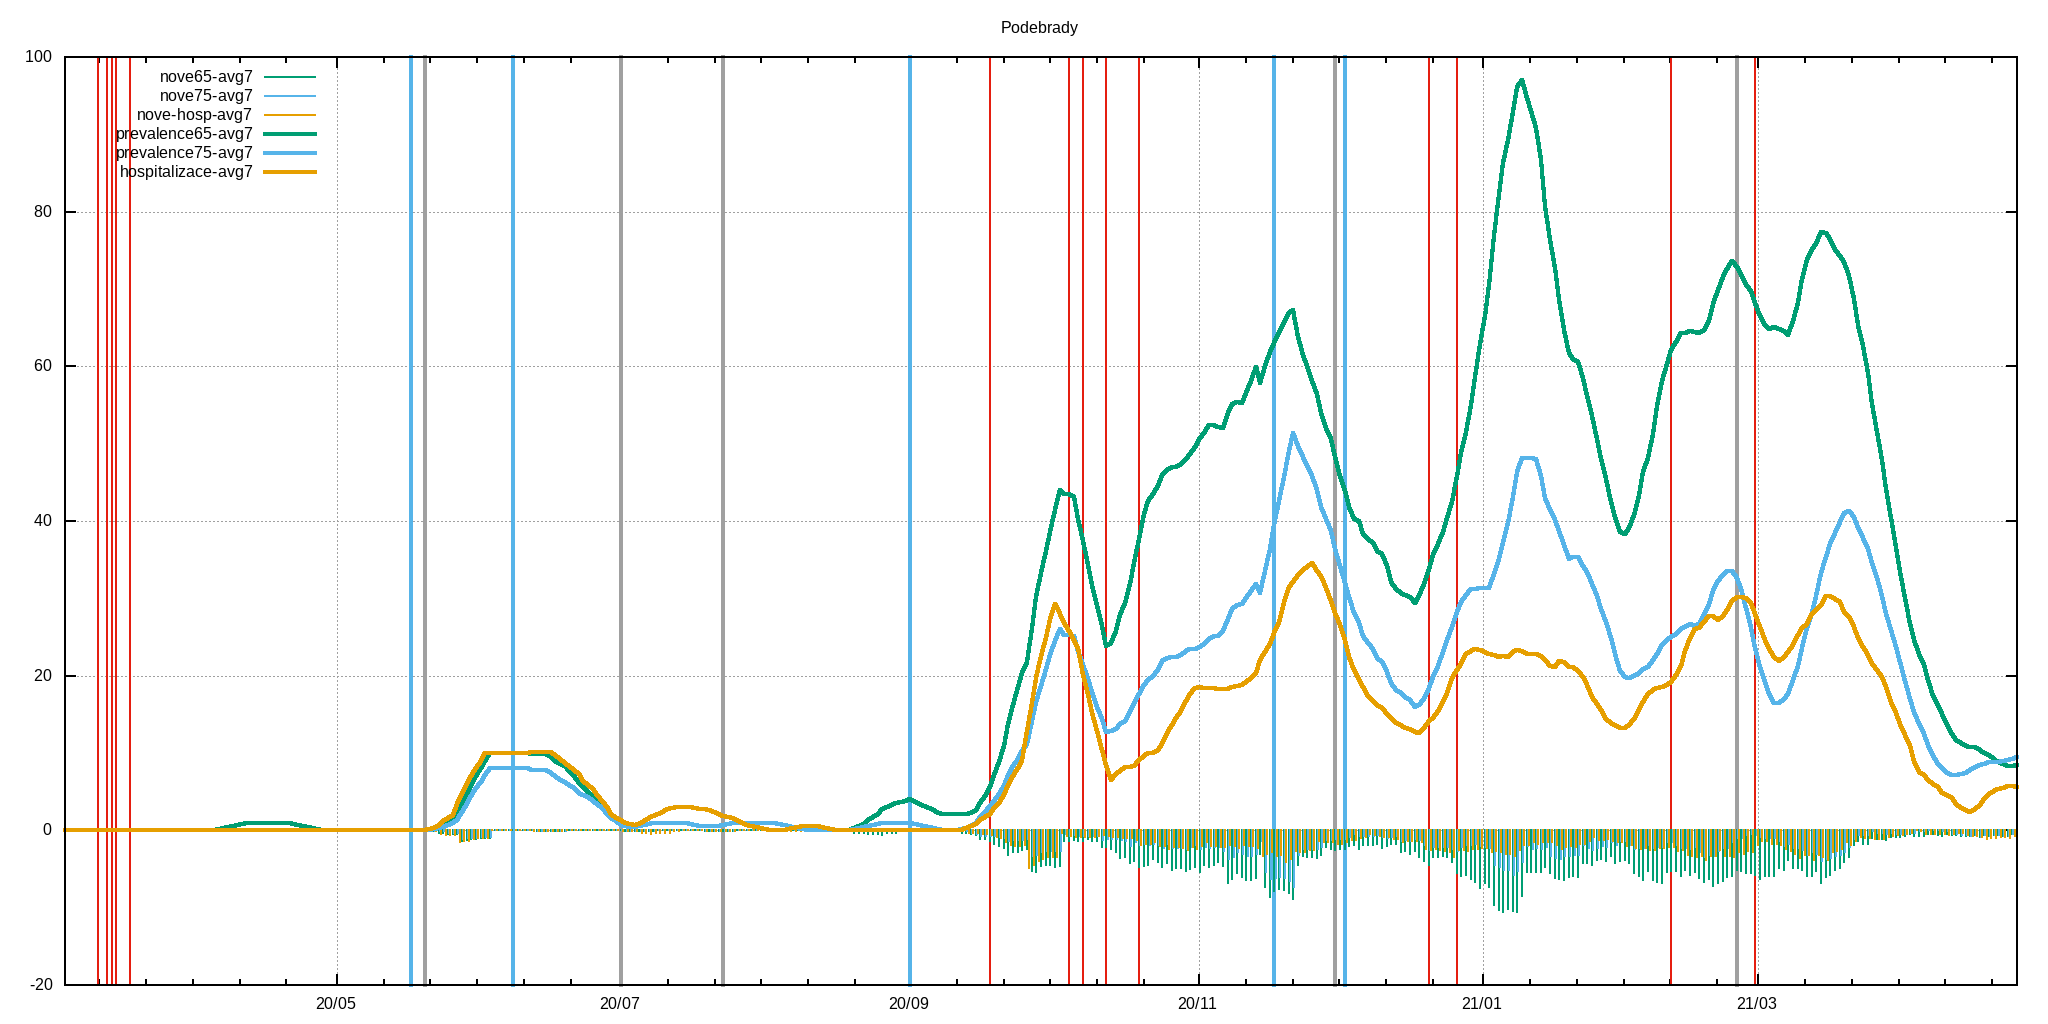 Podebrady
100
nove65-avg7
nove75-avg7
nove-hosp-avg7
prevalence65-avg7
prevalence75-avg7
hospitalizace-avg7
80
60
40
20
0
-20
20/05 20/07 20/09 20/11 21/01 21/03